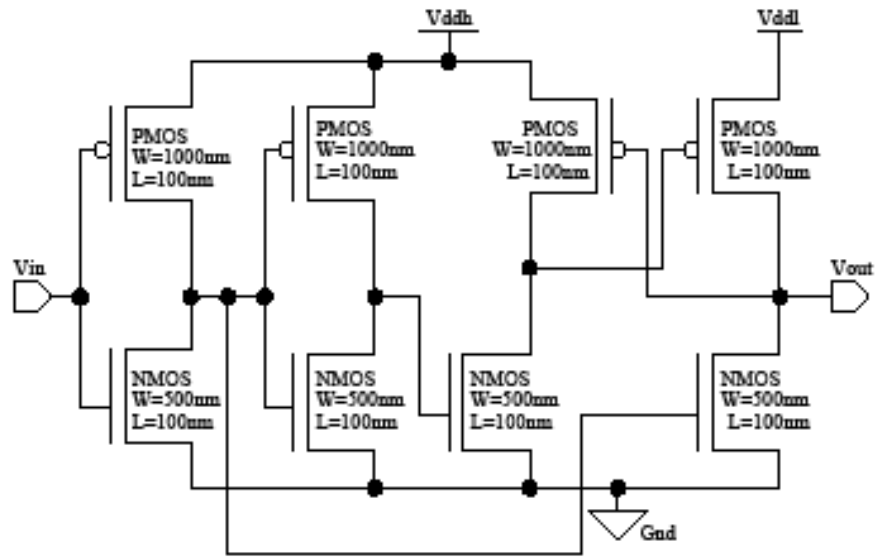 Vddh
Vddl
PMOS
W=1000nm
L=100nm
PMOS
W=1000nm
L=100nm
PMOS
W=1000nm
L=100nm
PMOS
W=1000nm
L=100nm
Vin
Vout
NMOS
W=500nm
L=100nm
NMOS
W=500nm
L=100nm
NMOS
W=500nm
L=100nm
NMOS
W=500nm
L=100nm
Gnd